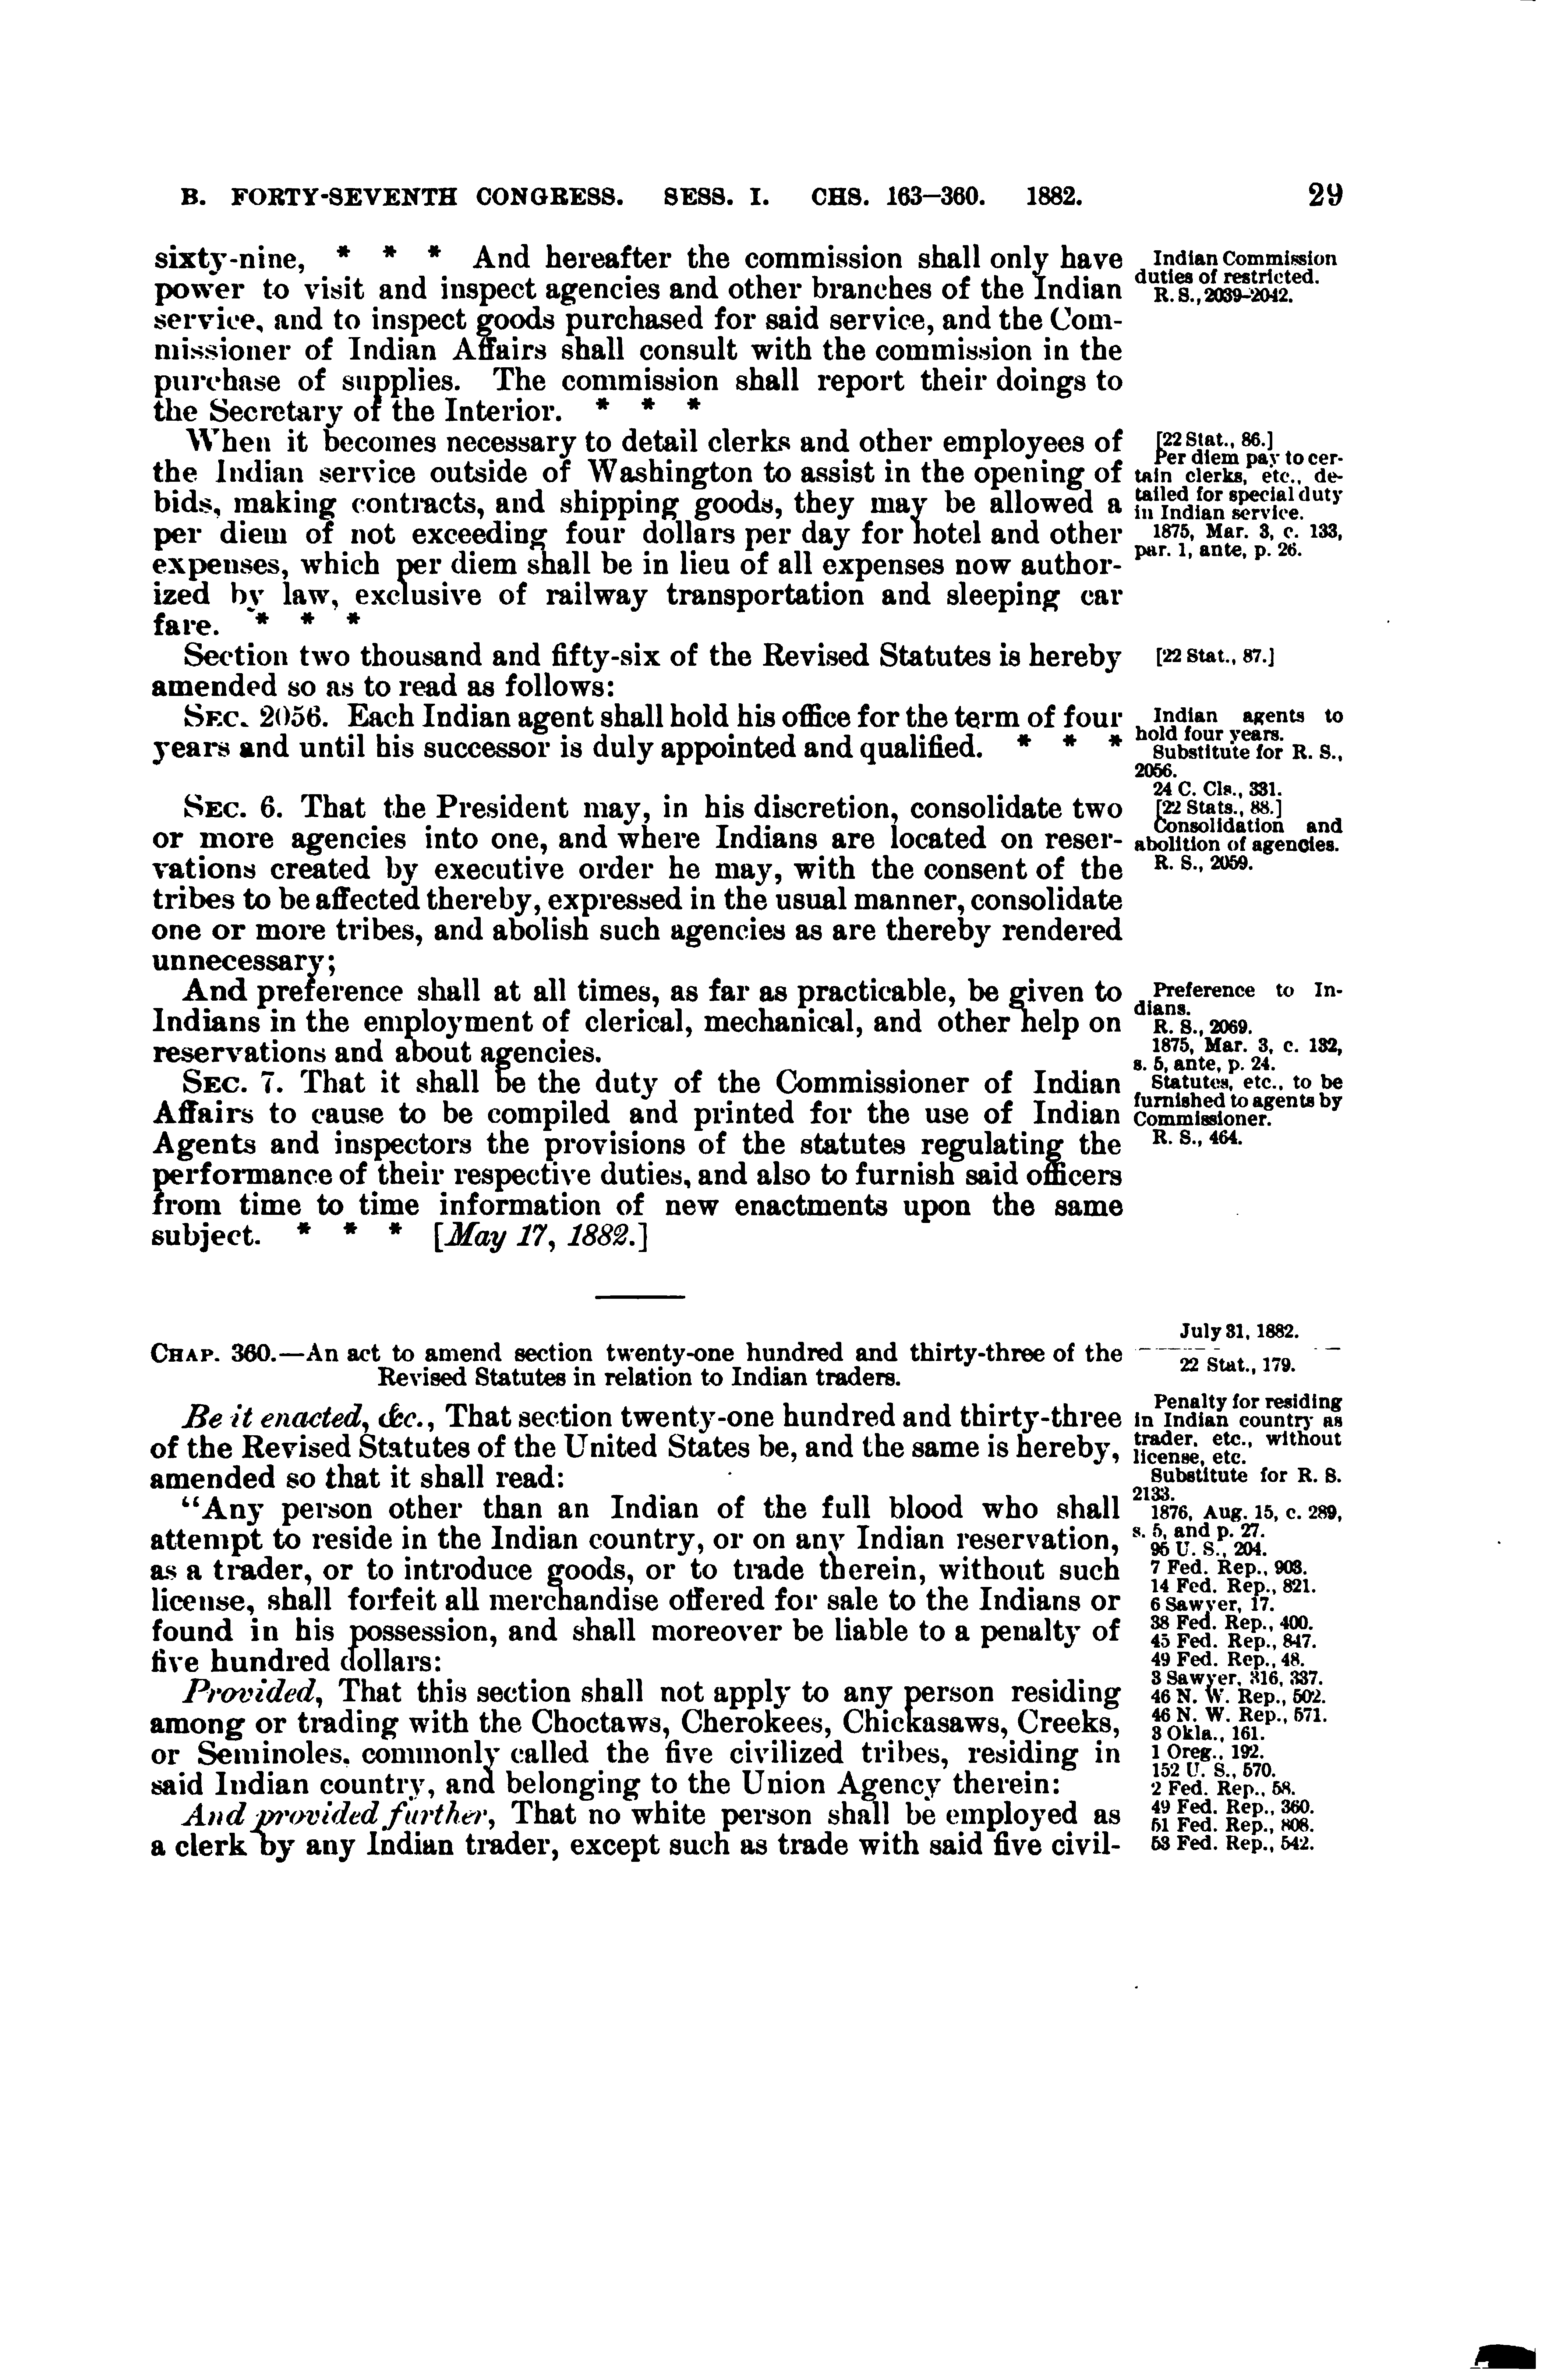 B. FORTY-SEVENTH CONGRESS. SESS. I. CHS. 163–360. 1882. 29
sixty-nine, * * * And hereafter the commission shall only have
power to visit and inspect agencies and other branches of the Indian
service, and to inspect goods purchased for said service, and the Com-
missioner of Indian Affairs shall consult with the commission in the
purchase of supplies. The commission shall report their doings to
the Secretary of the Interior. * * *
When it becomes necessary to detail clerks and other employees of
the Indian service outside of Washington to assist in the opening of
bids, making contracts, and shipping goods, they may be allowed a
per diem of not exceeding four dollars per day for hotel and other
expenses, which per diem shall be in lieu of all expenses now author-
ized by law, exclusive of railway transportation and sleeping car
fare. * * *
Section two thousand and fifty-six of the Revised Statutes is hereby
amended so as to read as follows:
SEC. 2056. Each Indian agent shall hold his office for the term of four
years and until his successor is duly appointed and qualified. * * *
SEC. 6. That the President may, in his discretion, consolidate two
or more agencies into one, and where Indians are located on reser-
vations created by executive order he may, with the consent of the
tribes to be affected thereby, expressed in the usual manner, consolidate
one or more tribes, and abolish such agencies as are thereby rendered
unnecessary;
And preference shall at all times, as far as practicable, be given to
Indians in the employment of clerical, mechanical, and other help on
reservations and about agencies.
SEC. 7. That it shall be the duty of the Commissioner of Indian
Affairs to cause to be compiled and printed for the use of Indian
Agents and inspectors the provisions of the statutes regulating the
performance of their respective duties, and also to furnish said officers
from time to time information of new enactments upon the same
subject. * * * [May 17, 1882.]
CHAP. 360.—An act to amend section twenty-one hundred and thirty-three of the
Revised Statutes in relation to Indian traders.
Be it enacted, &c., That section twenty-one hundred and thirty-three
of the Revised Statutes of the United States be, and the same is hereby,
amended so that it shall read:
"Any person other than an Indian of the full blood who shall
attempt to reside in the Indian country, or on any Indian reservation,
as a trader, or to introduce goods, or to trade therein, without such
license, shall forfeit all merchandise offered for sale to the Indians or
found in his possession, and shall moreover be liable to a penalty of
five hundred dollars:
Provided, That this section shall not apply to any person residing
among or trading with the Choctaws, Cherokees, Chickasaws, Creeks,
or Seminoles, commonly called the five civilized tribes, residing in
said Indian country, and belonging to the Union Agency therein:
And provided further, That no white person shall be employed as
a clerk by any Indian trader, except such as trade with said five civil-
Indian Commission
duties of restricted.
R. S., 2039–2042.
[22 Stat., 86.]
Per diem pay to cer-
tain clerks, etc., de-
tailed for special duty
in Indian service.
1875, Mar. 3, c. 133,
par. 1, ante, p. 26.
[22 Stat., 87.]
Indian agents to
hold four years.
Substitute for R. S.,
2056.
24 C. Cls., 331.
[22 Stats., 88.]
Consolidation and
abolition of agencies.
R. S., 2059.
Preference to In-
dians.
R. S., 2069.
1875, Mar. 3, c. 132,
s. 5, ante, p. 24.
Statutes, etc., to be
furnished to agents by
Commissioner.
R. S., 464.
July 31, 1882.
22 Stat., 179.
Penalty for residing
in Indian country as
trader, etc., without
license, etc.
Substitute for R. S.
2133.
1876, Aug. 15, c. 289,
s. 5, and p. 27.
95 U. S., 204.
7 Fed. Rep., 903.
14 Fed. Rep., 821.
6 Sawyer, 17.
38 Fed. Rep., 400.
45 Fed. Rep., 847.
49 Fed. Rep., 48.
3 Sawyer, 316, 337.
46 N. W. Rep., 502.
46 N. W. Rep., 571.
3 Okla., 161.
1 Oreg., 192.
152 U. S., 570.
2 Fed. Rep., 58.
49 Fed. Rep., 360.
51 Fed. Rep., 808.
53 Fed. Rep., 542.